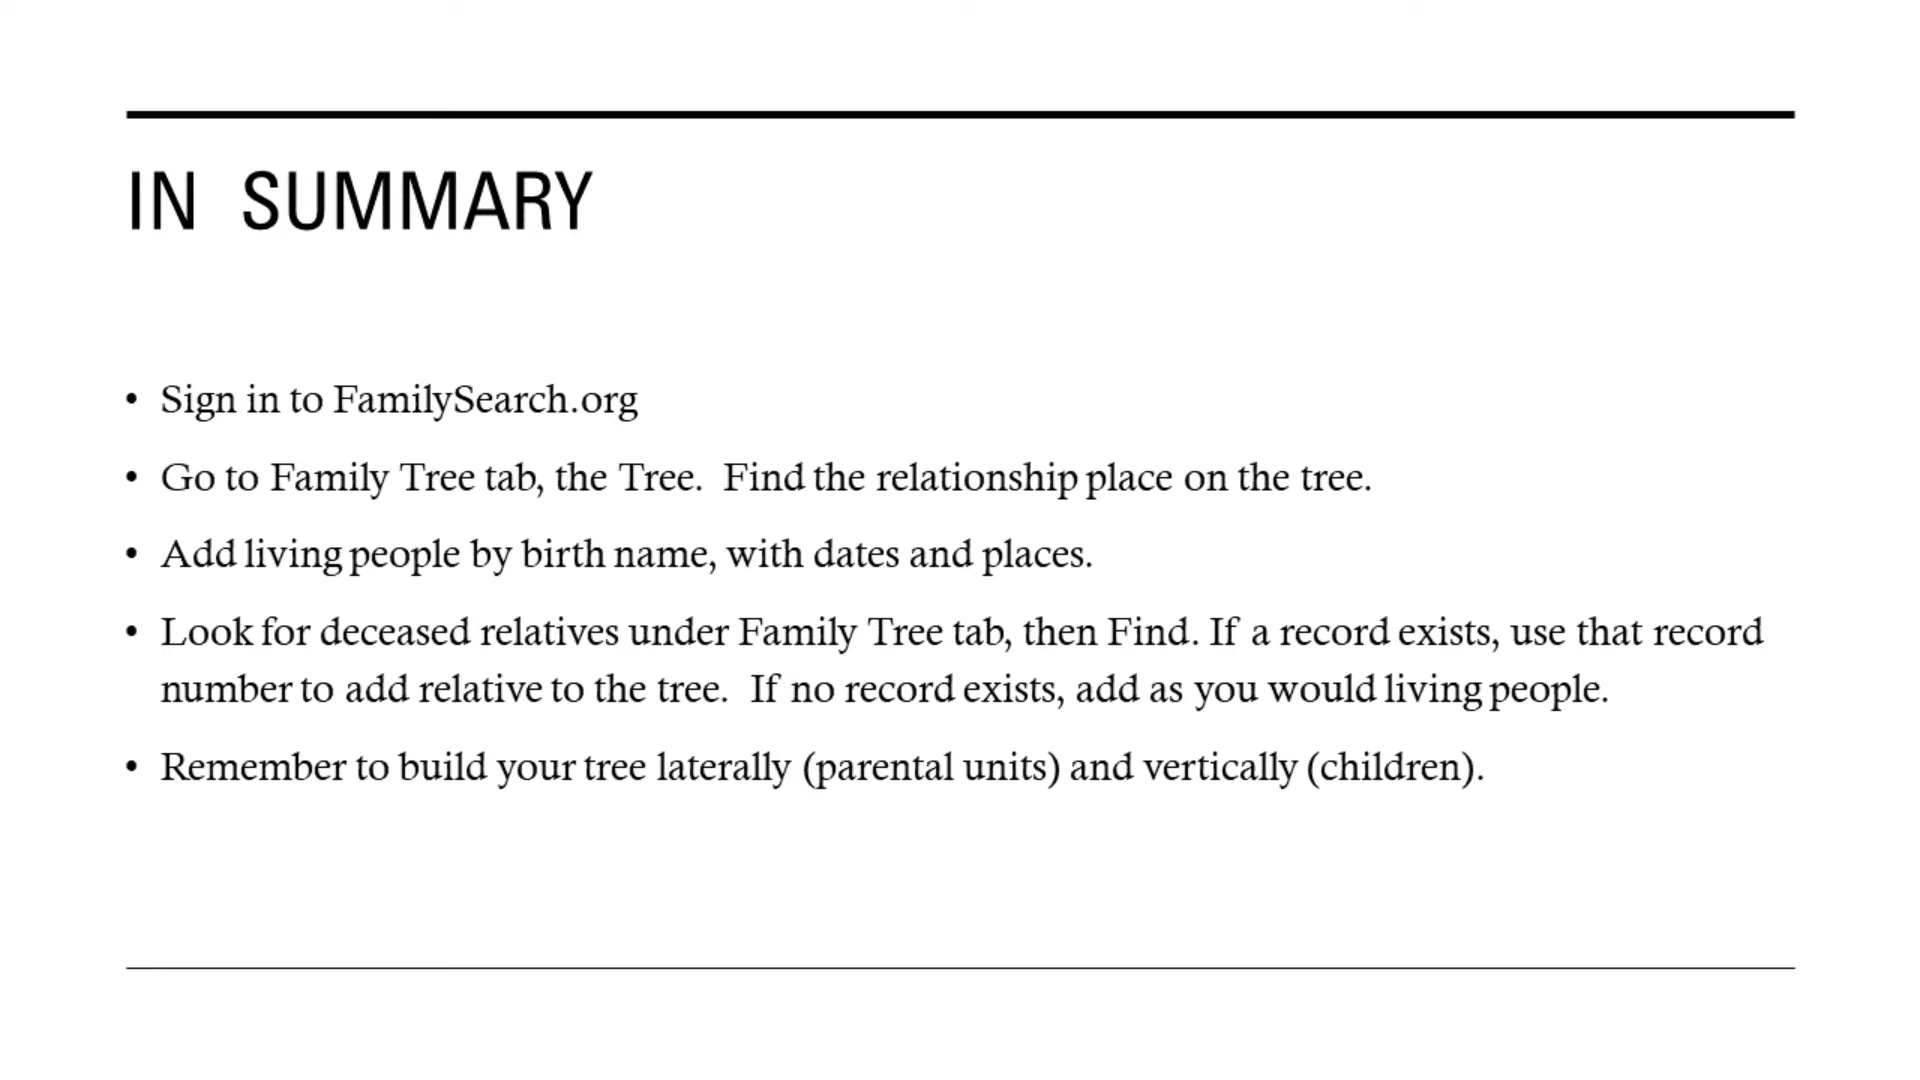 IN SUMMARY
• Sign in to FamilySearch.org
• Go to Family Tree tab, the Tree.  Find the relationship place on the tree.
• Add living people by birth name, with dates and places.
• Look for deceased relatives under Family Tree tab, then Find. If a record exists, use that record
number to add relative to the tree.  If no record exists, add as you would living people.
• Remember to build your tree laterally (parental units) and vertically (children).